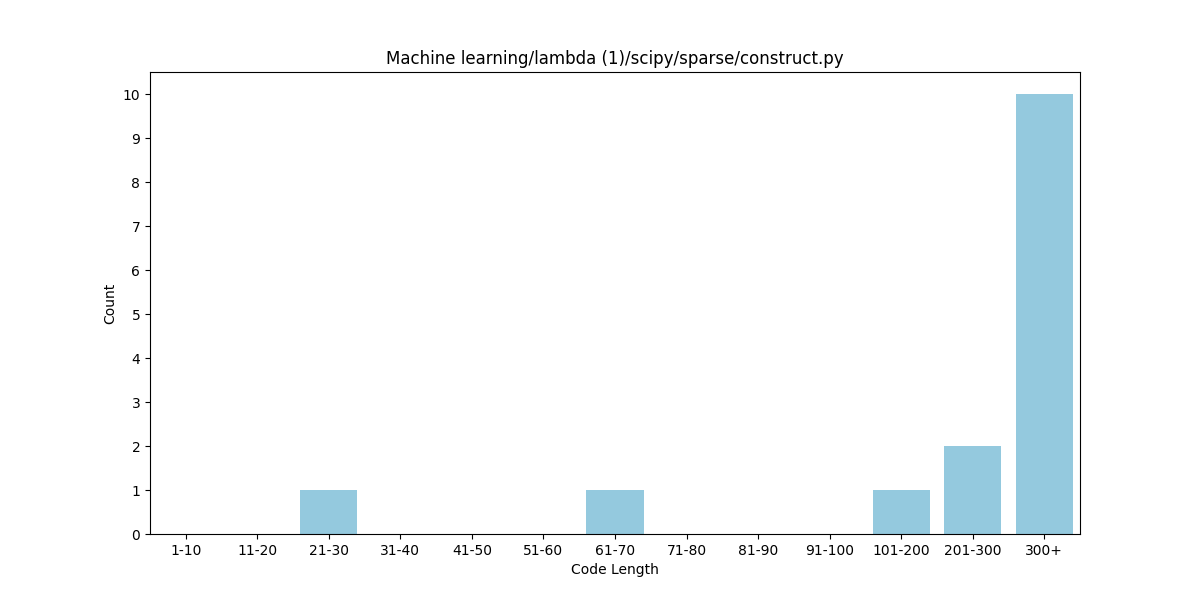 Machine learning/lambda (1)/scipy/sparse/construct.py
10
9
8
7
6
5
4
3
2
1
0
Count
1-10 11-20 21-30 31-40 41-50 51-60 61-70 71-80 81-90 91-100 101-200 201-300 300+
Code Length